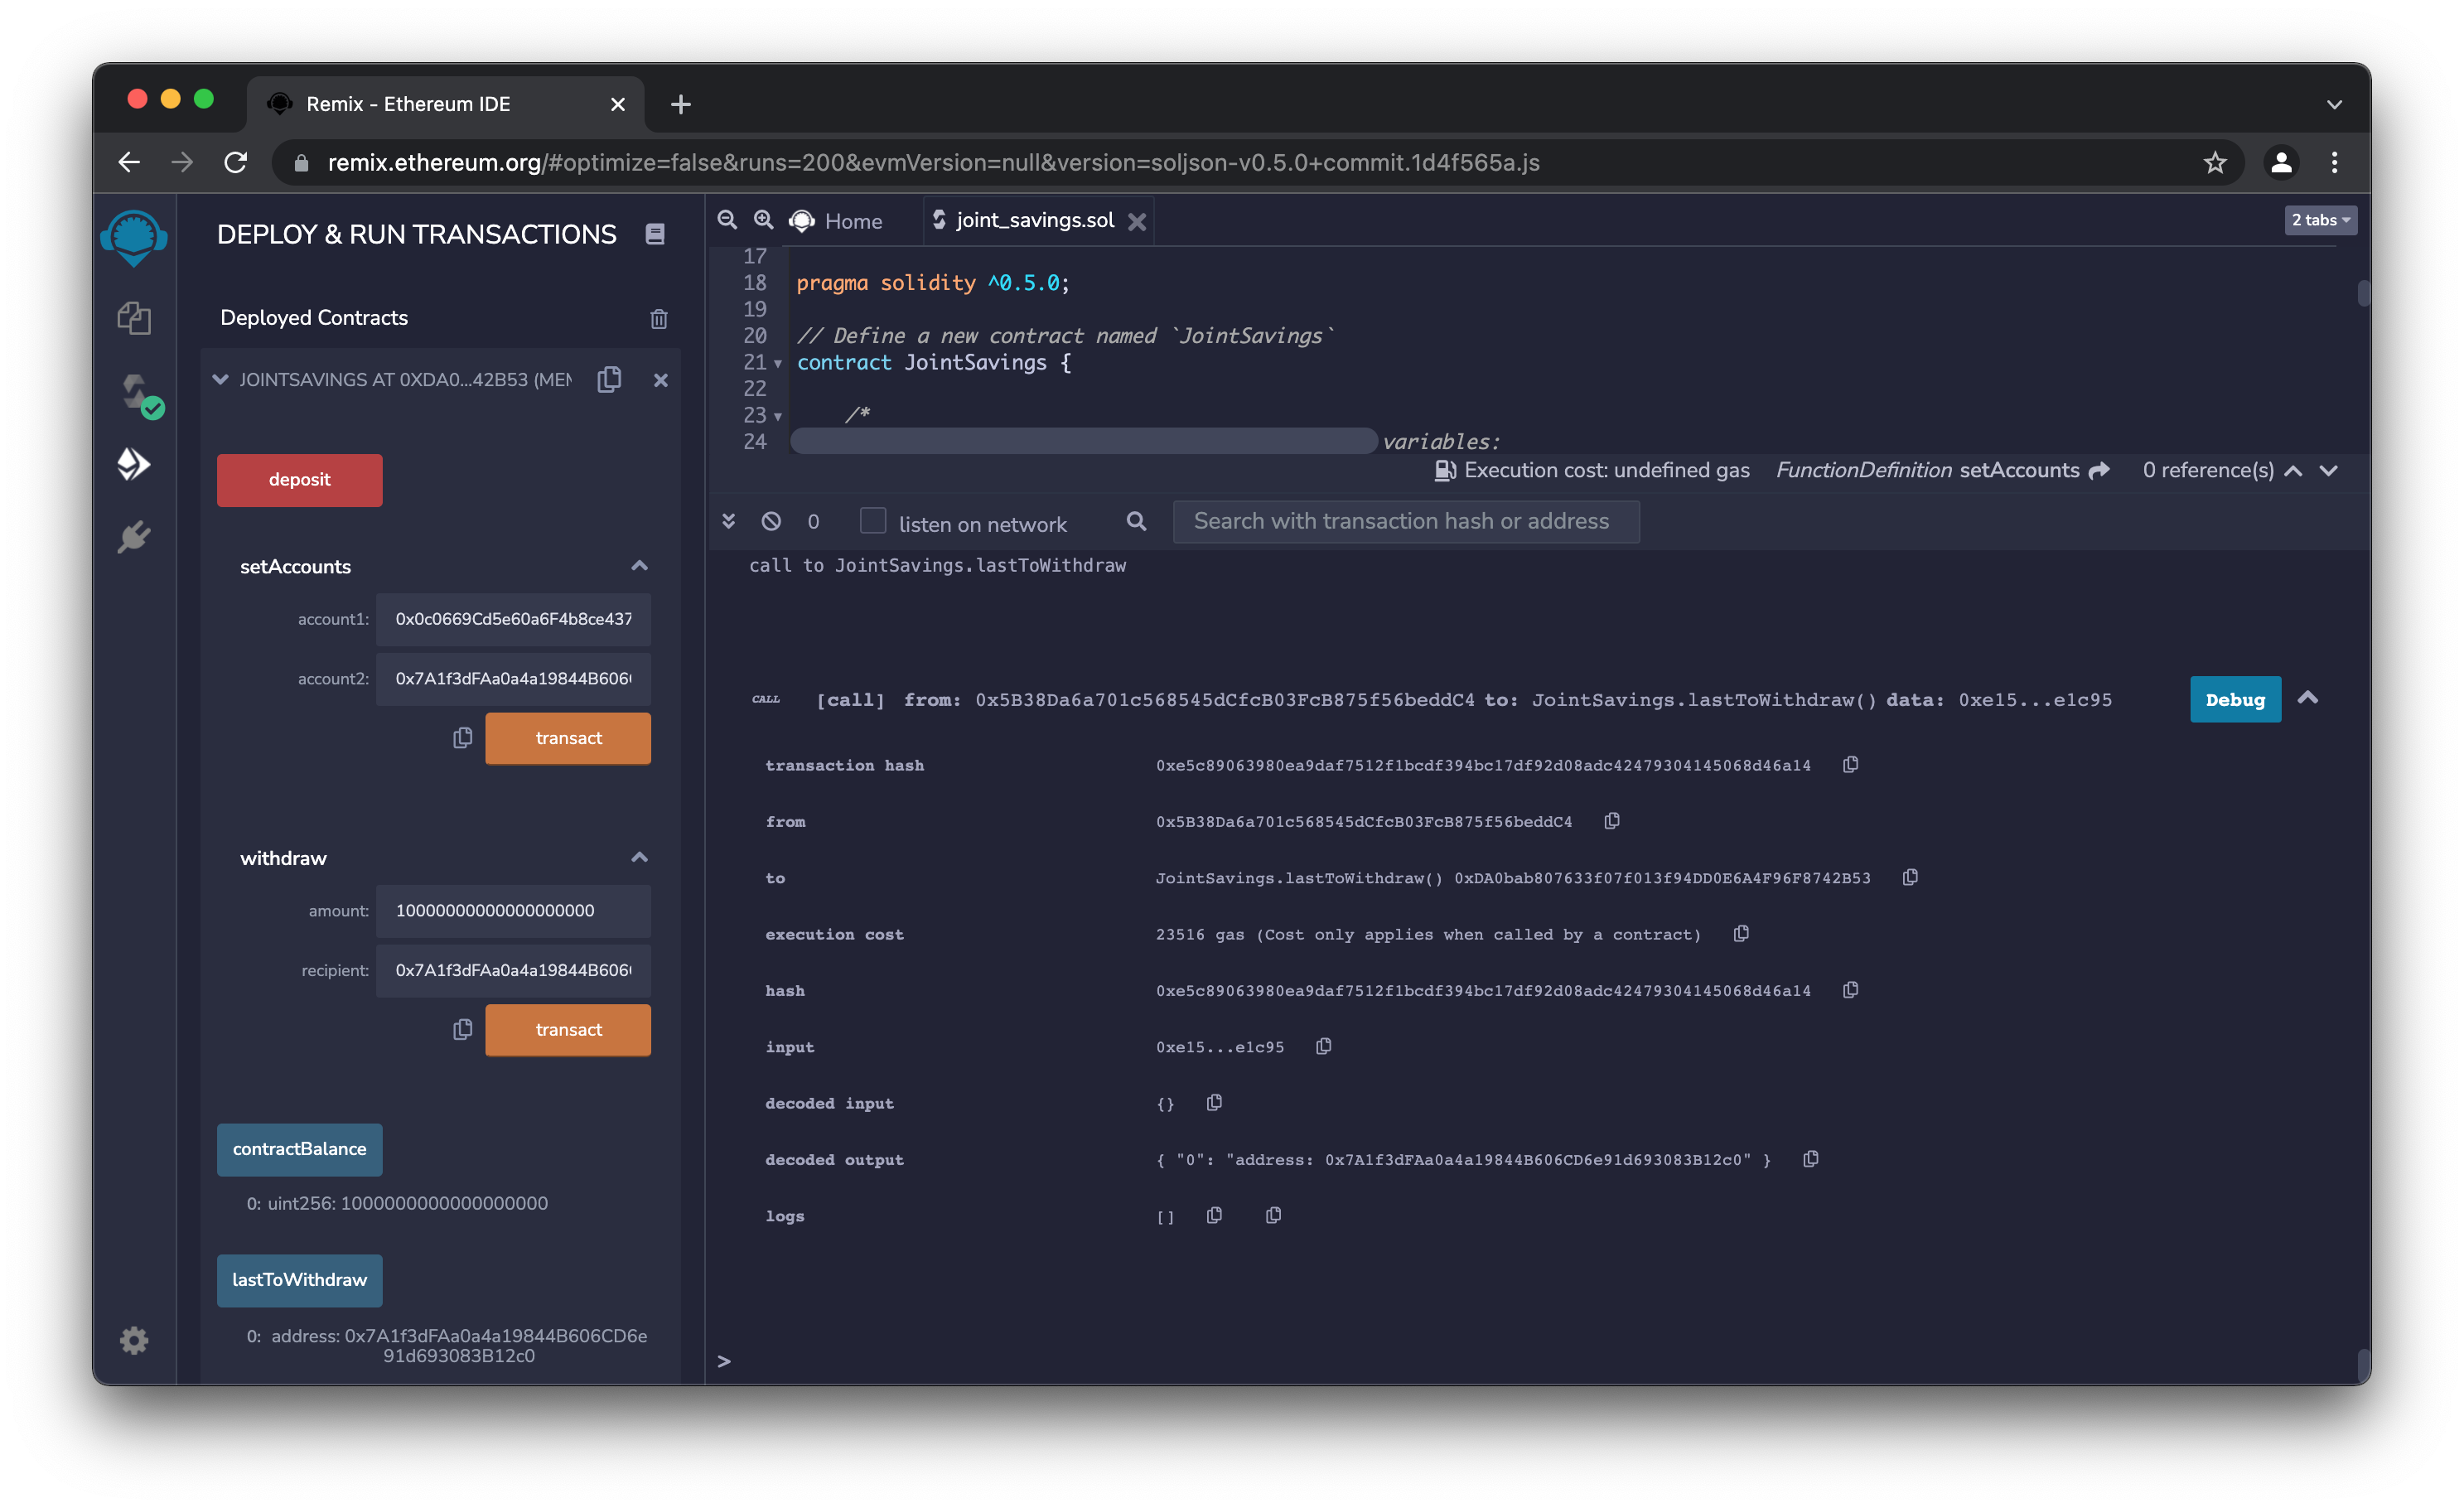 Remix - Ethereum IDE
remix.ethereum.org/#optimize=false&runs=200&evmVersion=null&version=soljson-v0.5.0+commit.1d4f565a.js
DEPLOY & RUN TRANSACTIONS
Deployed Contracts
JOINTSAVINGS AT 0XDA0...42B53 (MEM
deposit
setAccounts
account1: 0x0c0669Cd5e60a6F4b8ce437
account2: 0x7A1f3dFAa0a4a19844B606
transact
withdraw
amount: 10000000000000000000
recipient: 0x7A1f3dFAa0a4a19844B606
transact
contractBalance
0: uint256: 1000000000000000000
lastToWithdraw
0: address: 0x7A1f3dFAa0a4a19844B606CD6e
91d693083B12c0
Home
joint_savings.sol
2 tabs
17
18 pragma solidity ^0.5.0;
19
20 // Define a new contract named `JointSavings`
21 contract JointSavings {
22
23 /*
24 variables:
Execution cost: undefined gas FunctionDefinition setAccounts 0 reference(s)
0 listen on network Search with transaction hash or address
call to JointSavings.lastToWithdraw
CALL [call] from: 0x5B38Da6a701c568545dCfcB03FcB875f56beddC4 to: JointSavings.lastToWithdraw() data: 0xe15...e1c95 Debug
transaction hash 0xe5c89063980ea9daf7512f1bcdf394bc17df92d08adc42479304145068d46a14
from 0x5B38Da6a701c568545dCfcB03FcB875f56beddC4
to JointSavings.lastToWithdraw() 0xDA0bab807633f07f013f94DD0E6A4F96F8742B53
execution cost 23516 gas (Cost only applies when called by a contract)
hash 0xe5c89063980ea9daf7512f1bcdf394bc17df92d08adc42479304145068d46a14
input 0xe15...e1c95
decoded input {}
decoded output { "0": "address: 0x7A1f3dFAa0a4a19844B606CD6e91d693083B12c0" }
logs []
>